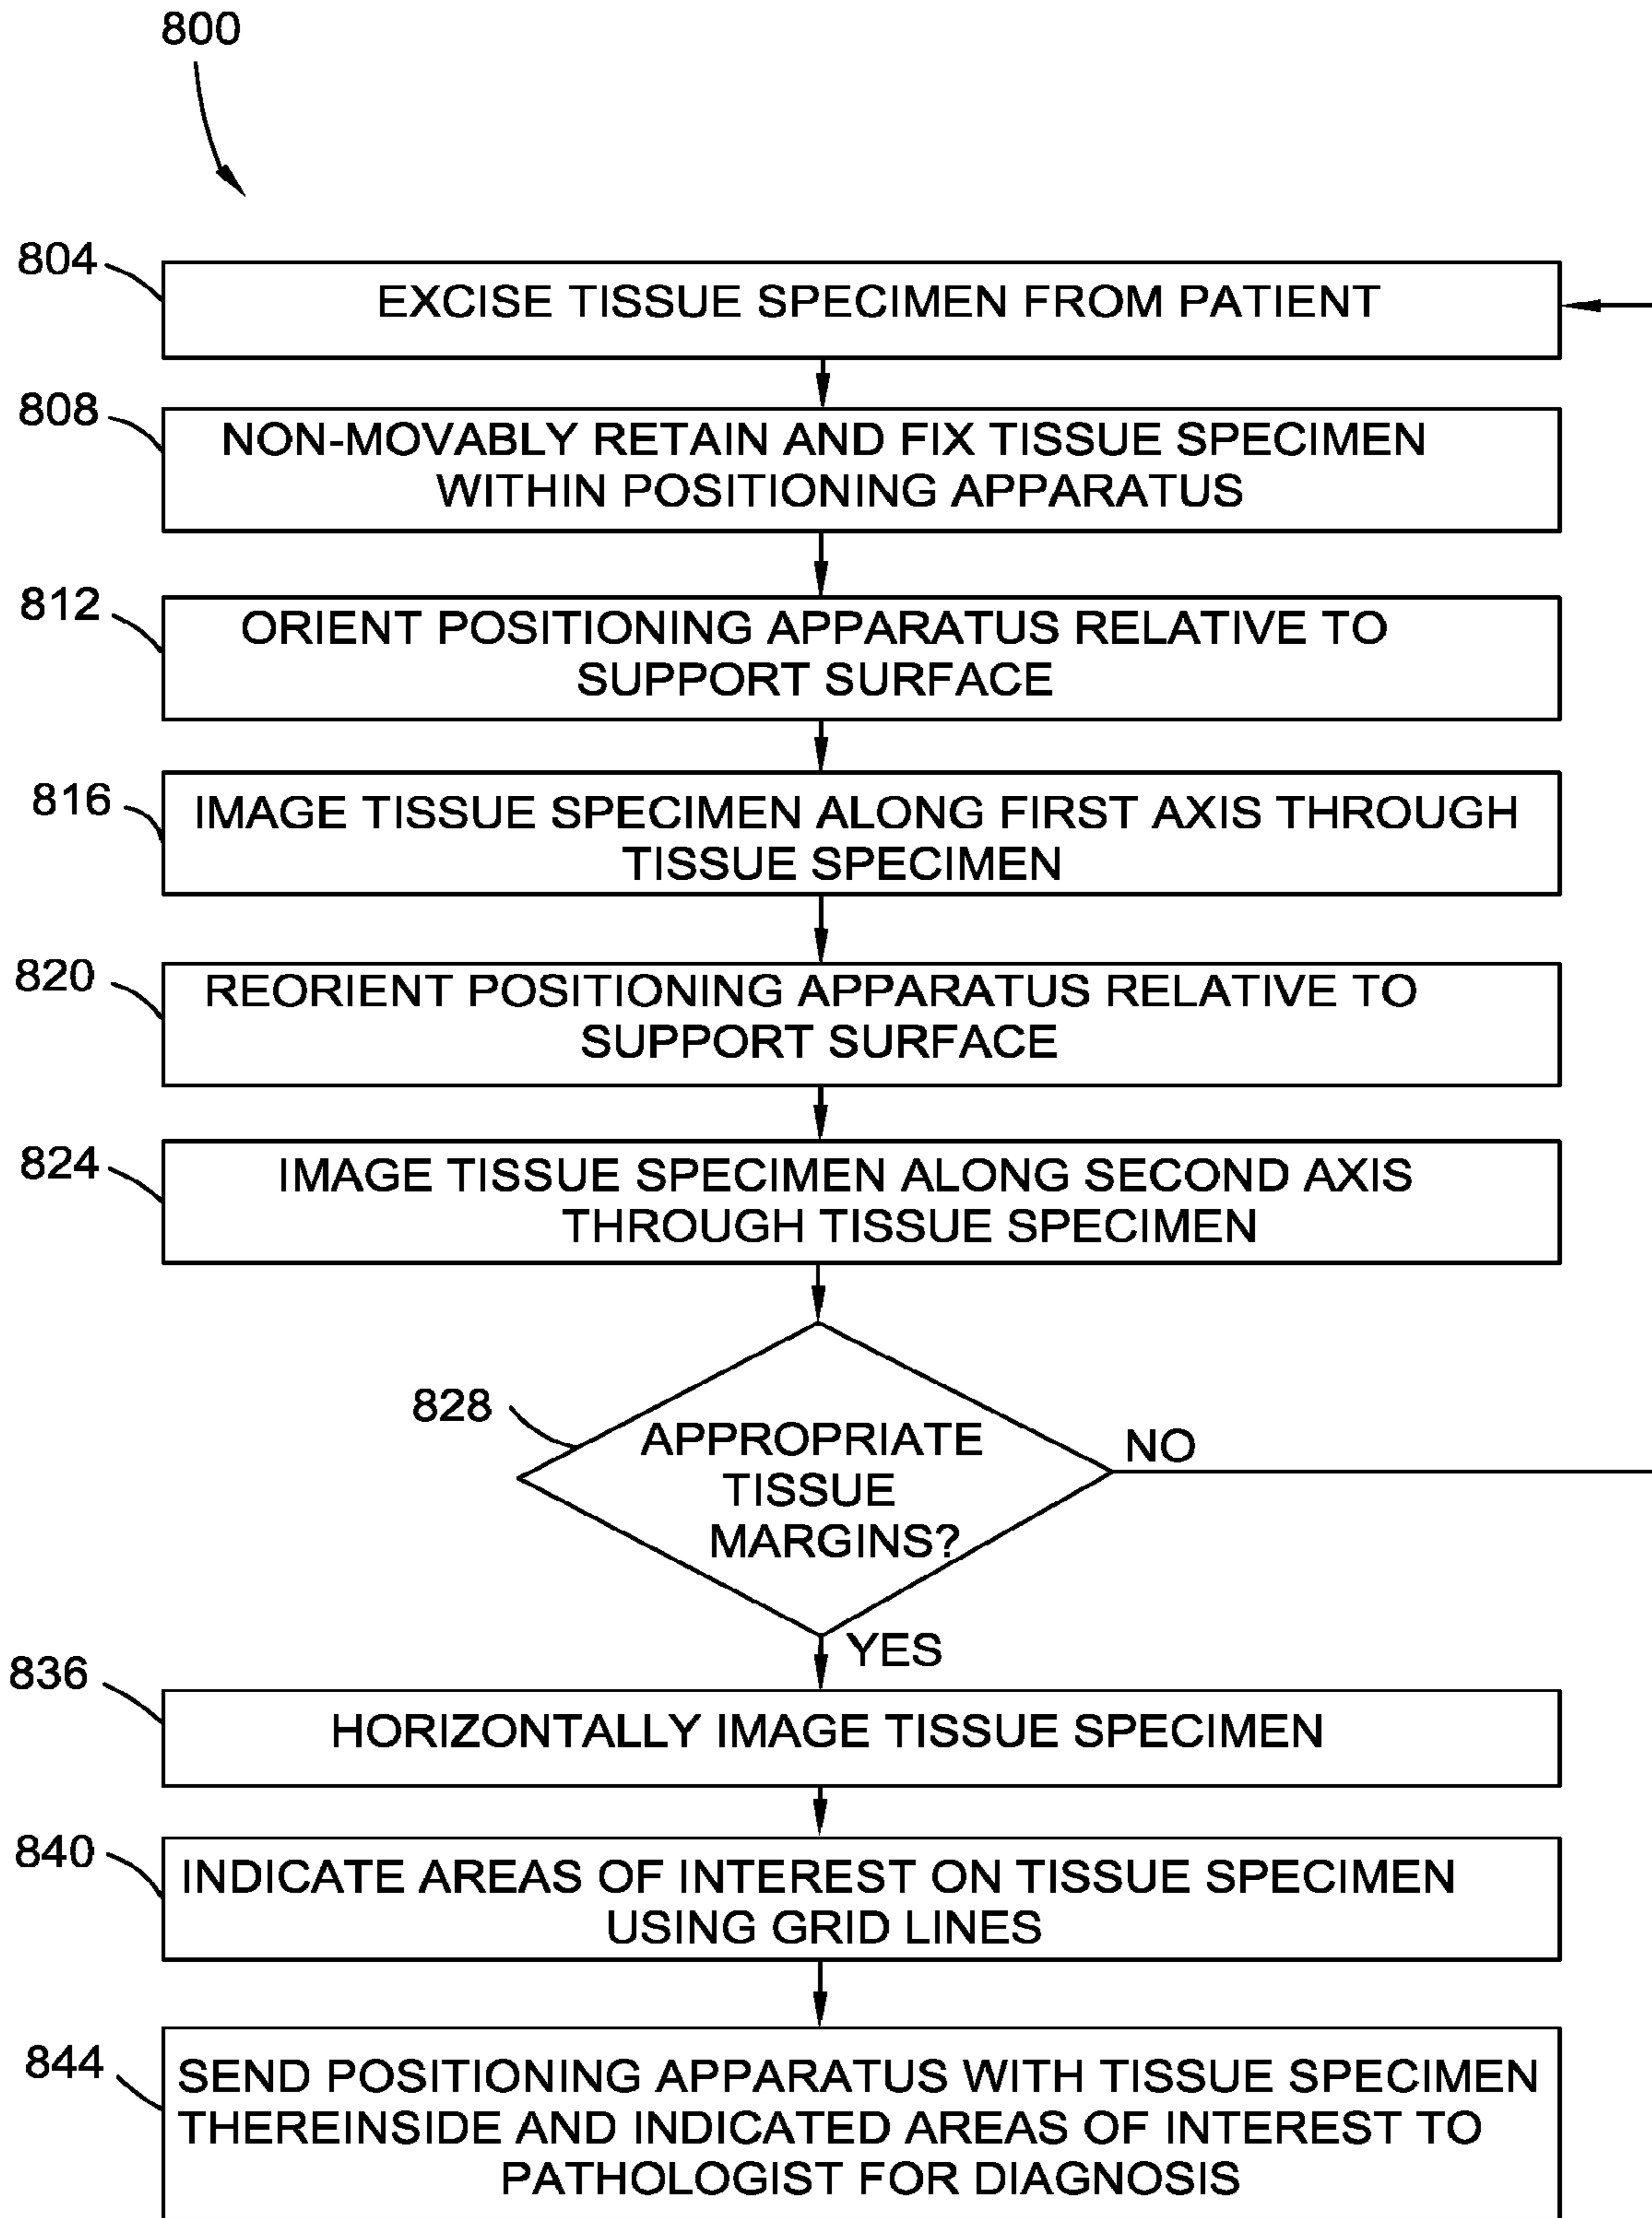 800
804
EXCISE TISSUE SPECIMEN FROM PATIENT
808
NON-MOVABLY RETAIN AND FIX TISSUE SPECIMEN
WITHIN POSITIONING APPARATUS
812
ORIENT POSITIONING APPARATUS RELATIVE TO
SUPPORT SURFACE
816
IMAGE TISSUE SPECIMEN ALONG FIRST AXIS THROUGH
TISSUE SPECIMEN
820
REORIENT POSITIONING APPARATUS RELATIVE TO
SUPPORT SURFACE
824
IMAGE TISSUE SPECIMEN ALONG SECOND AXIS
THROUGH TISSUE SPECIMEN
828
APPROPRIATE
TISSUE
MARGINS?
NO
YES
836
HORIZONTALLY IMAGE TISSUE SPECIMEN
840
INDICATE AREAS OF INTEREST ON TISSUE SPECIMEN
USING GRID LINES
844
SEND POSITIONING APPARATUS WITH TISSUE SPECIMEN
THEREINSIDE AND INDICATED AREAS OF INTEREST TO
PATHOLOGIST FOR DIAGNOSIS